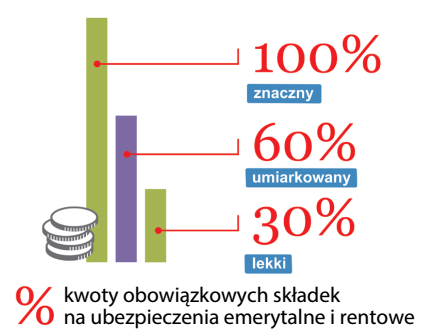 100%
znaczny
60%
umiarkowany
30%
lekki
% kwoty obowiązkowych składek
na ubezpieczenia emerytalne i rentowe